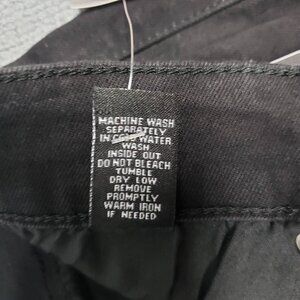 MACHINE WASH
SEPARATELY
IN COLD WATER
WASH
INSIDE OUT
DO NOT BLEACH
TUMBLE
DRY LOW
REMOVE
PROMPTLY
WARM IRON
IF NEEDED